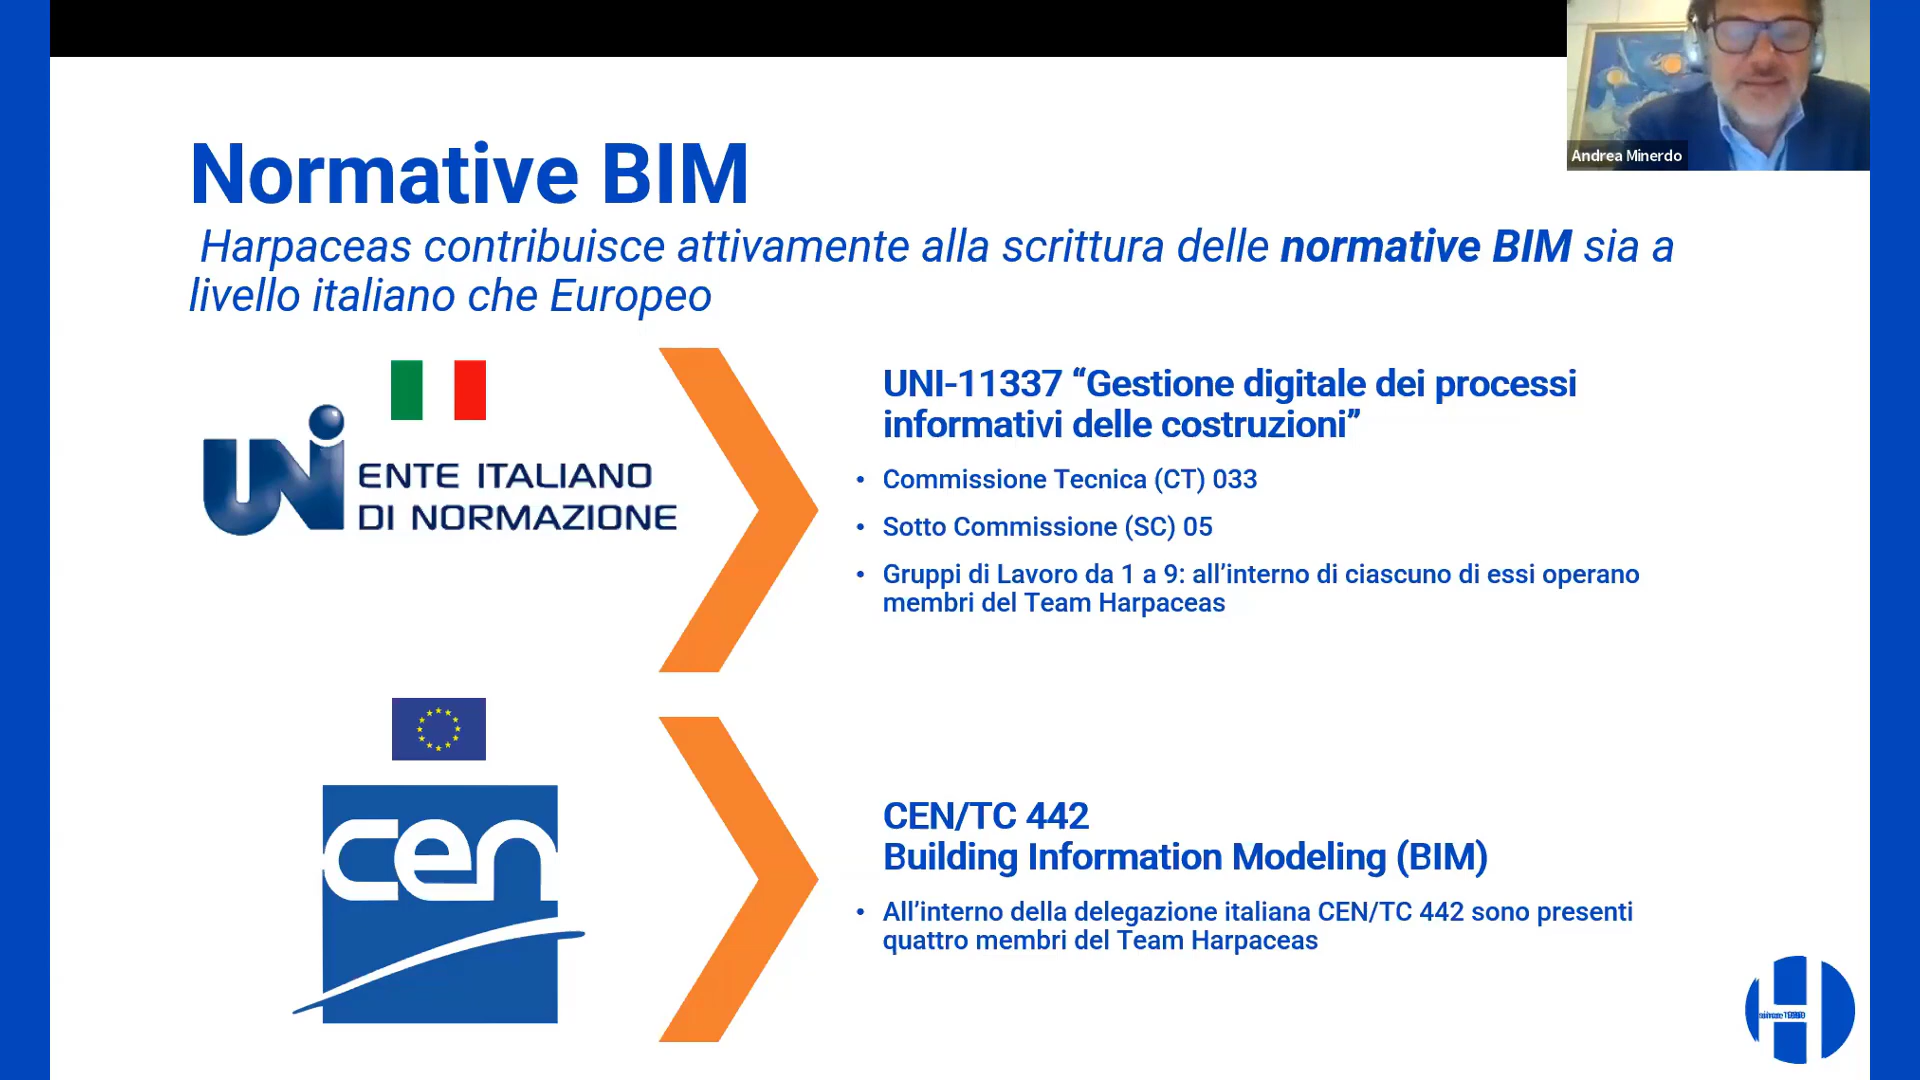 Andrea Minerdo
Normative BIM
Harpaceas contribuisce attivamente alla scrittura delle normative BIM sia a
livello italiano che Europeo
UNI ENTE ITALIANO
DI NORMAZIONE
UNI-11337 “Gestione digitale dei processi
informativi delle costruzioni”
• Commissione Tecnica (CT) 033
• Sotto Commissione (SC) 05
• Gruppi di Lavoro da 1 a 9: all’interno di ciascuno di essi operano
membri del Team Harpaceas
cen
CEN/TC 442
Building Information Modeling (BIM)
• All’interno della delegazione italiana CEN/TC 442 sono presenti
quattro membri del Team Harpaceas
H